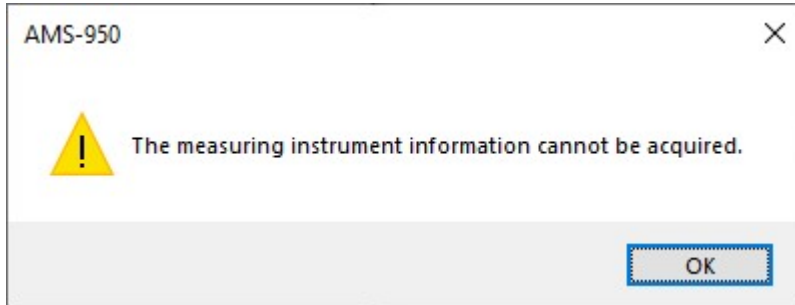 AMS-950
The measuring instrument information cannot be acquired.
OK